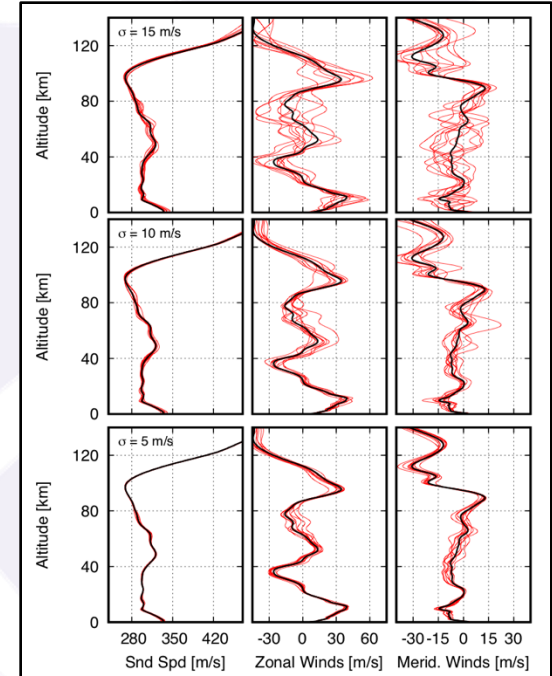 120
σ = 15 m/s
Altitude [km]
80
40
0
120
σ = 10 m/s
Altitude [km]
80
40
0
120
σ = 5 m/s
Altitude [km]
80
40
0
280 350 420 -30 0 30 60 -30 -15 0 15 30
Snd Spd [m/s] Zonal Winds [m/s] Merid. Winds [m/s]